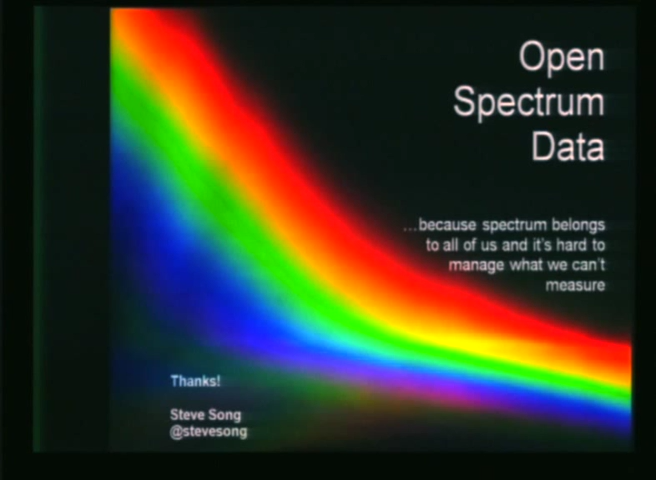 Open
Spectrum
Data
...because spectrum belongs
to all of us and it's hard to
manage what we can't
measure
Thanks!
Steve Song
@stevesong